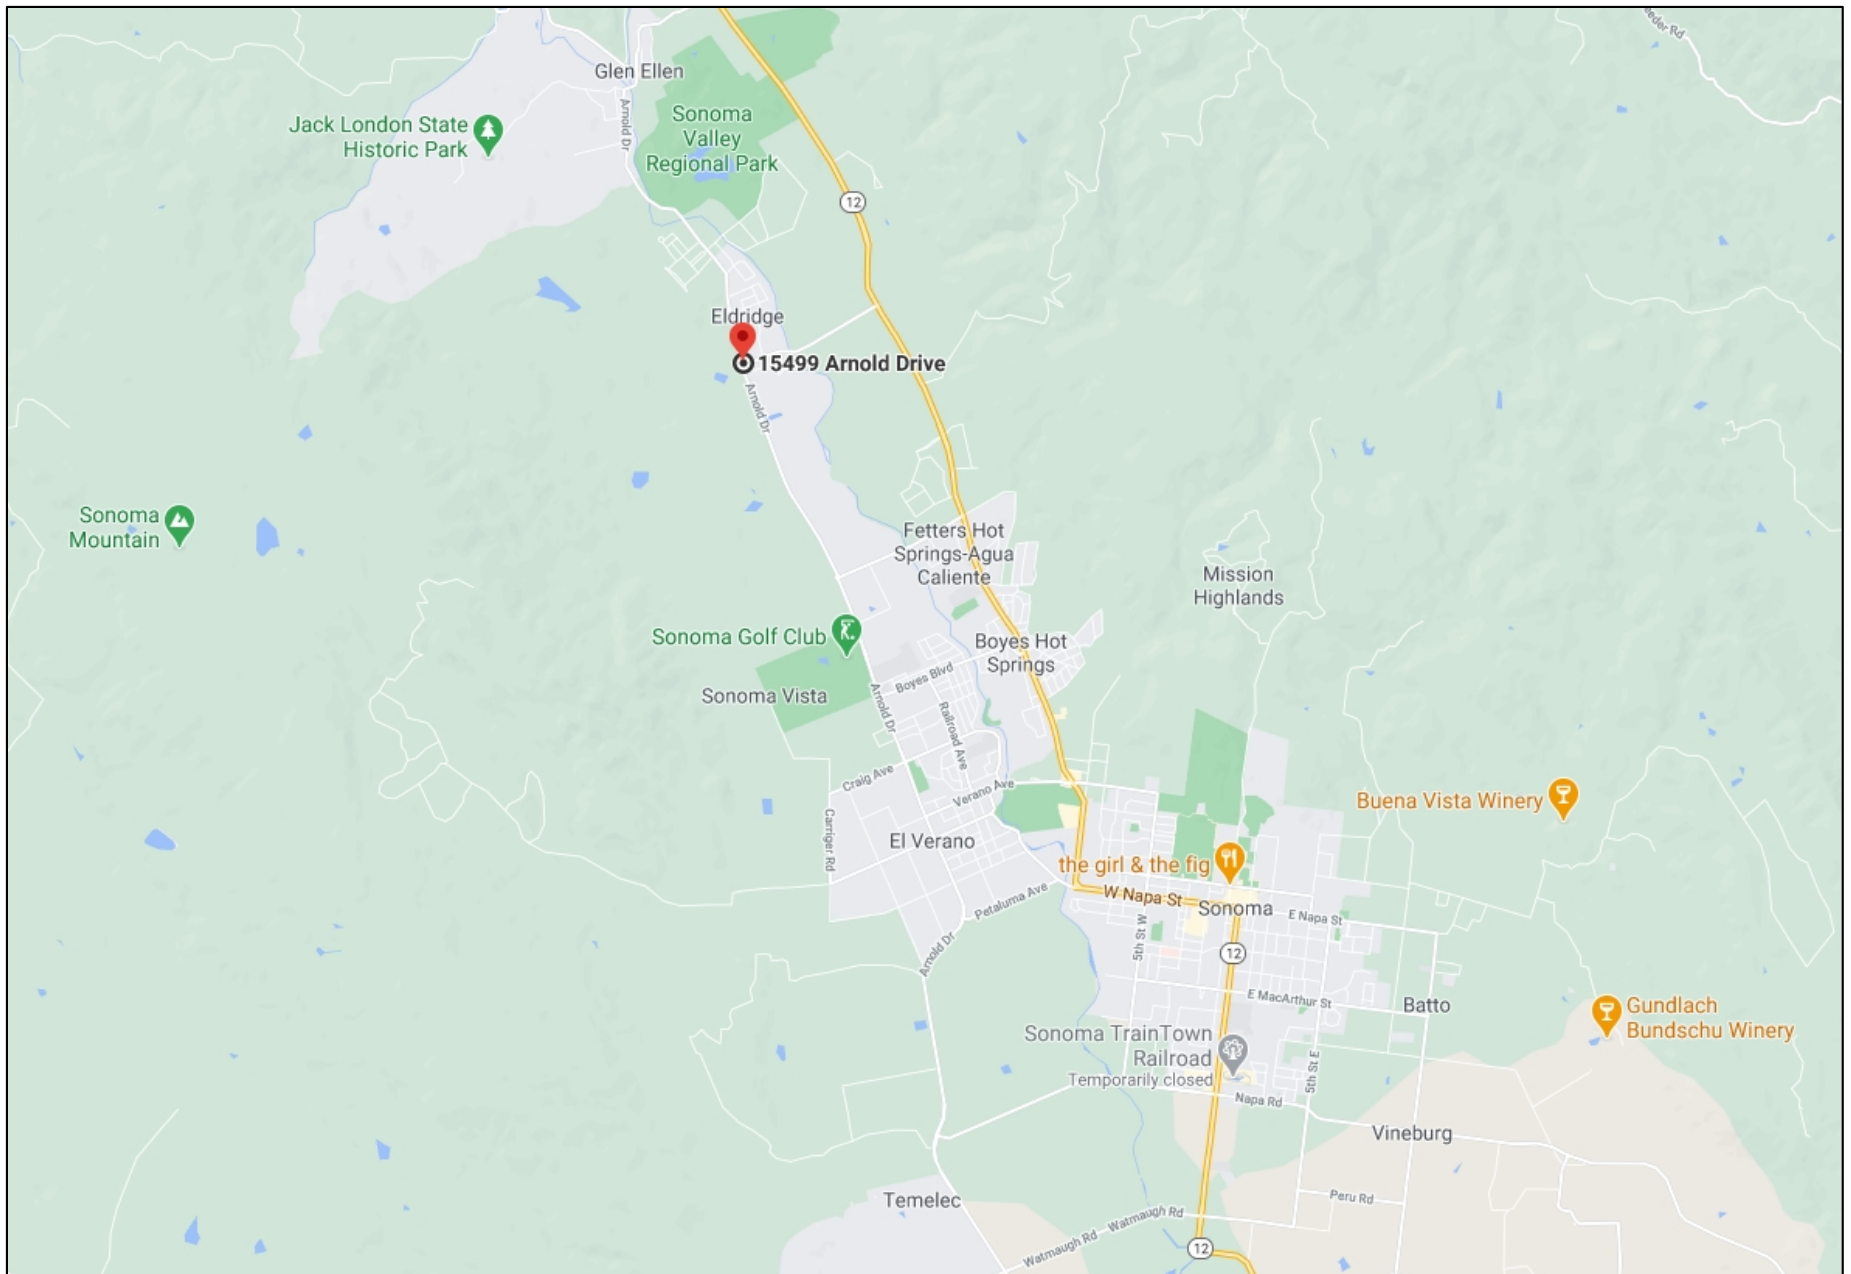 eeder Rd
Glen Ellen
Arnold Dr
Sonoma
Valley
Regional Park
Jack London State
Historic Park
12
Eldridge
15499 Arnold Drive
Arnold Dr
Sonoma
Mountain
Fetters Hot
Springs-Agua
Caliente
Mission
Highlands
Sonoma Golf Club
Boyes Hot
Springs
Boyes Blvd
Sonoma Vista
Arnold Dr
Railroad Ave
Craig Ave
Verano Ave
Buena Vista Winery
Carriger Rd
El Verano
the girl & the fig
W Napa St
Petaluma Ave
Sonoma
E Napa St
5th St W
Arnold Dr
12
E MacArthur St
Batto
Gundlach
Bundschu Winery
Sonoma TrainTown
Railroad
Temporarily closed
5th St E
Napa Rd
Vineburg
Temelec
Peru Rd
Watmaugh Rd
Watmaugh Rd
12